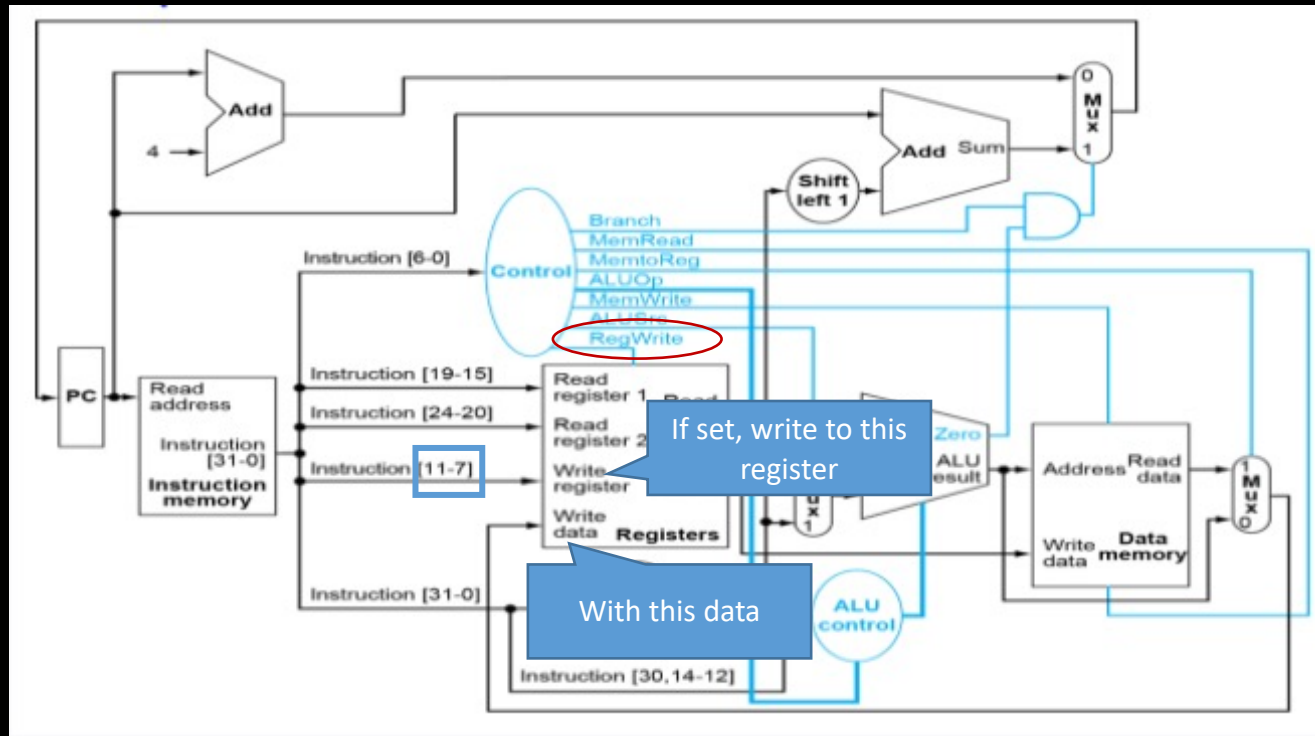 Add
4
Add Sum
0
Mux
1
Shift
left 1
Branch
MemRead
MemtoReg
ALUOp
MemWrite
ALUSrc
RegWrite
Instruction [6-0]
Control
PC
Read
address
Instruction
[31-0]
Instruction
memory
Instruction [19-15]
Instruction [24-20]
Instruction [11-7]
Instruction [31-0]
Instruction [30,14-12]
Read
register 1
Read
register 2
Write
register
Write
data
Registers
If set, write to this
register
With this data
1
Zero
ALU
ALU
control
Address
Read
data
Write
data
Data
memory
1
Mux
0